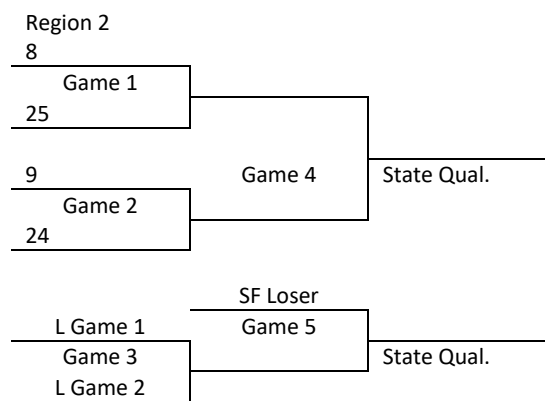 Region 2
8
Game 1
25
9
Game 4
State Qual.
Game 2
24
SF Loser
L Game 1
Game 5
Game 3
State Qual.
L Game 2